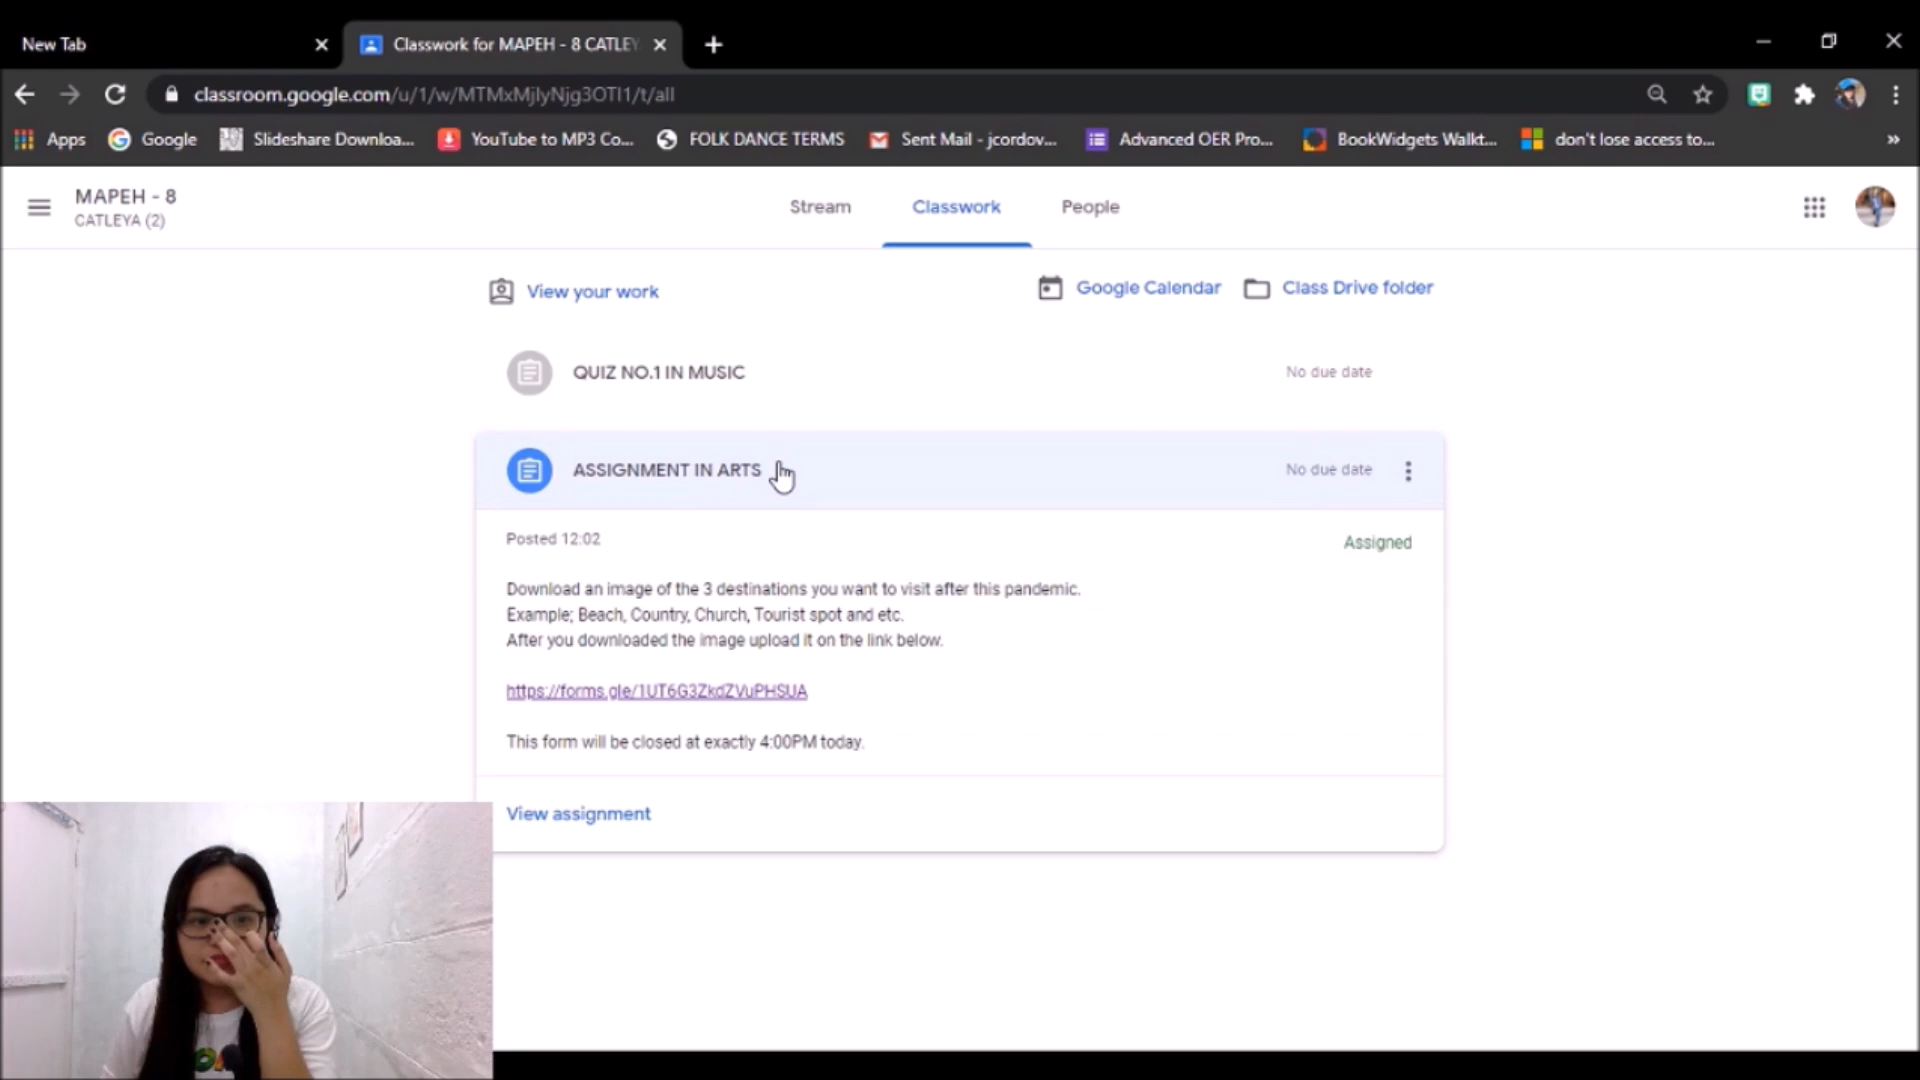 New Tab
Classwork for MAPEH - 8 CATLEY
classroom.google.com/u/1/w/MTMxMjIyNjg3OTI1/t/all
Apps
Google
Slideshare Downloa...
YouTube to MP3 Co...
FOLK DANCE TERMS
Sent Mail - jcordov...
Advanced OER Pro...
BookWidgets Walkt...
don't lose access to...
MAPEH - 8
CATLEYA (2)
Stream
Classwork
People
View your work
Google Calendar
Class Drive folder
QUIZ NO.1 IN MUSIC
No due date
ASSIGNMENT IN ARTS
No due date
Posted 12:02
Assigned
Download an image of the 3 destinations you want to visit after this pandemic.
Example; Beach, Country, Church, Tourist spot and etc.
After you downloaded the image upload it on the link below.
https://forms.gle/1UT6G3ZkdZVuPHSUA
This form will be closed at exactly 4:00PM today.
View assignment